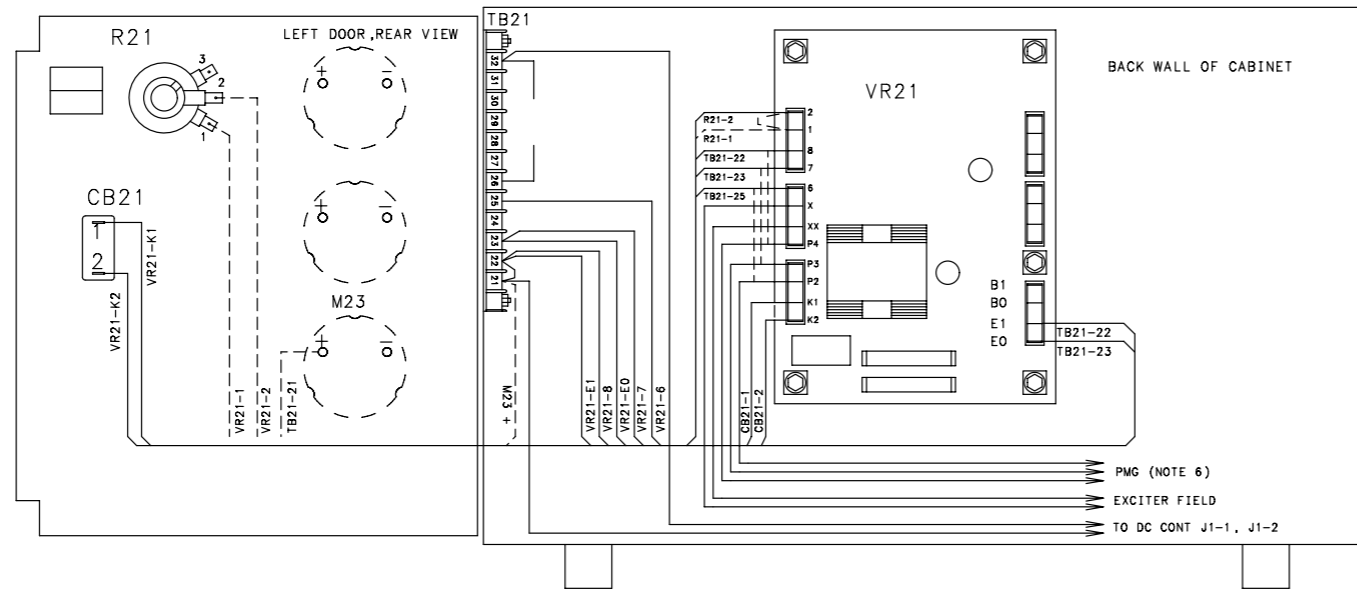 TB21
R21
LEFT DOOR,REAR VIEW
BACK WALL OF CABINET
VR21
3
2
1
+
-
CB21
1
2
VR21-K1
VR21-K2
+
-
M23
+
-
VR21-1
VR21-2
TB21-21
32
31
30
29
28
27
26
25
24
23
22
21
M23 +
VR21-E1
VR21-8
VR21-E0
VR21-7
VR21-6
R21-2
L
R21-1
TB21-22
TB21-23
TB21-25
2
1
8
7
6
X
XX
P4
P3
P2
K1
K2
CB21-1
CB21-2
B1
B0
E1
E0
TB21-22
TB21-23
PMG (NOTE 6)
EXCITER FIELD
TO DC CONT J1-1, J1-2